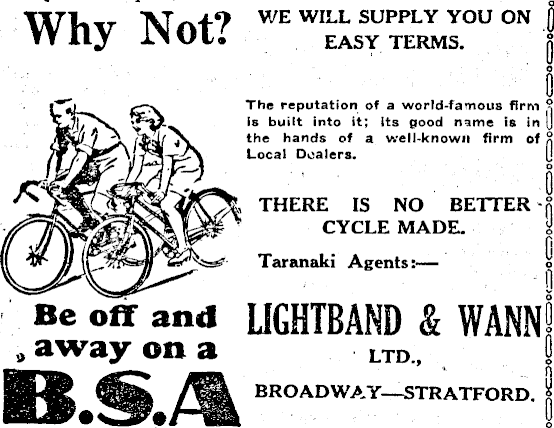 Why Not?
Be off and
away on a
B.S.A
WE WILL SUPPLY YOU ON
EASY TERMS.
The reputation of a world-famous firm
is built into it; its good name is in
the hands of a well-known firm of
Local Dealers.
THERE IS NO BETTER
CYCLE MADE.
Taranaki Agents:—
LIGHTBAND & WANN
LTD.,
BROADWAY—STRATFORD.